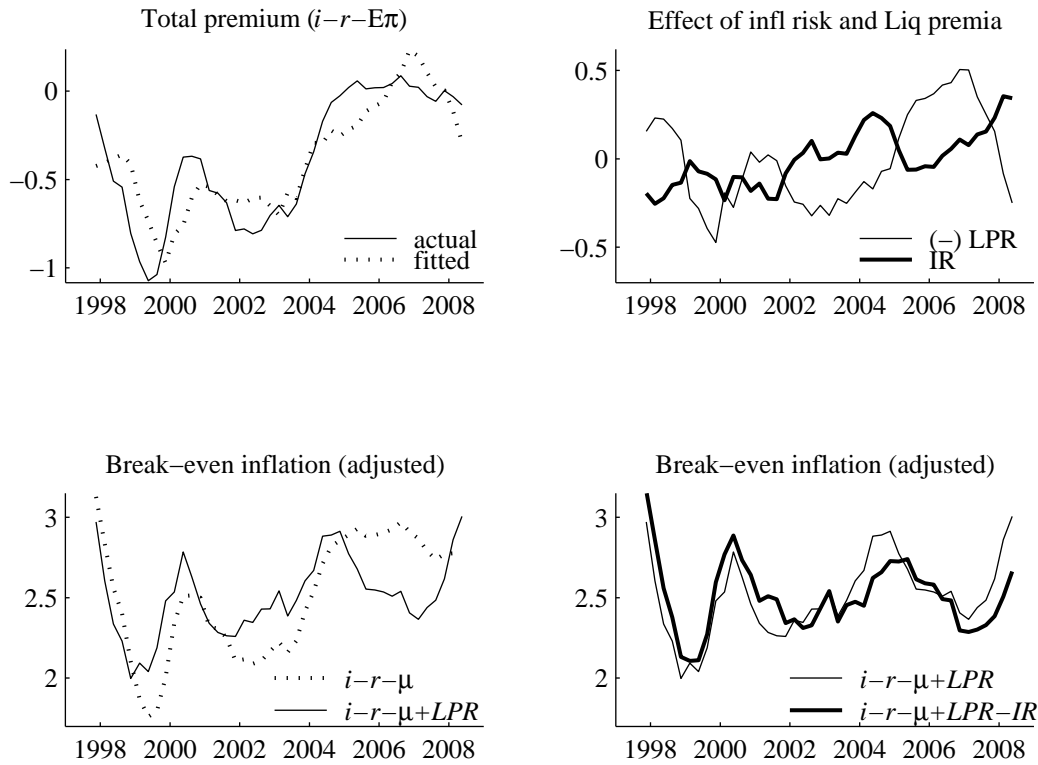 Total premium (i−r−Eπ)
0
−0.5
−1
actual
fitted
1998 2000 2002 2004 2006 2008
Effect of infl risk and Liq premia
0.5
0
−0.5
(−) LPR
IR
1998 2000 2002 2004 2006 2008
Break−even inflation (adjusted)
3
2.5
2
i−r−μ
i−r−μ+LPR
1998 2000 2002 2004 2006 2008
Break−even inflation (adjusted)
3
2.5
2
i−r−μ+LPR
i−r−μ+LPR−IR
1998 2000 2002 2004 2006 2008